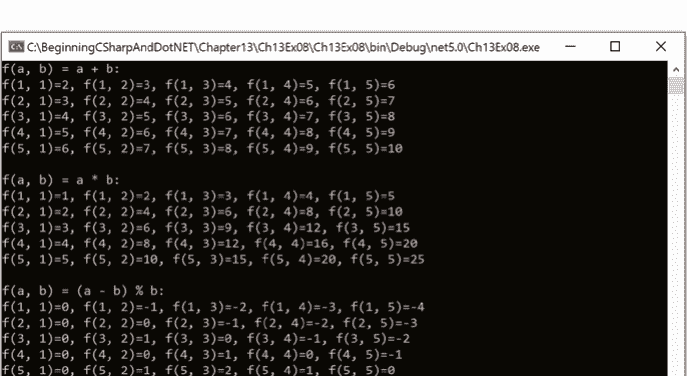 C:\BeginningCSharpAndDotNET\Chapter13\Ch13Ex08\Ch13Ex08\bin\Debug\net5.0\Ch13Ex08.exe
f(a, b) = a + b:
f(1, 1)=2, f(1, 2)=3, f(1, 3)=4, f(1, 4)=5, f(1, 5)=6
f(2, 1)=3, f(2, 2)=4, f(2, 3)=5, f(2, 4)=6, f(2, 5)=7
f(3, 1)=4, f(3, 2)=5, f(3, 3)=6, f(3, 4)=7, f(3, 5)=8
f(4, 1)=5, f(4, 2)=6, f(4, 3)=7, f(4, 4)=8, f(4, 5)=9
f(5, 1)=6, f(5, 2)=7, f(5, 3)=8, f(5, 4)=9, f(5, 5)=10
f(a, b) = a * b:
f(1, 1)=1, f(1, 2)=2, f(1, 3)=3, f(1, 4)=4, f(1, 5)=5
f(2, 1)=2, f(2, 2)=4, f(2, 3)=6, f(2, 4)=8, f(2, 5)=10
f(3, 1)=3, f(3, 2)=6, f(3, 3)=9, f(3, 4)=12, f(3, 5)=15
f(4, 1)=4, f(4, 2)=8, f(4, 3)=12, f(4, 4)=16, f(4, 5)=20
f(5, 1)=5, f(5, 2)=10, f(5, 3)=15, f(5, 4)=20, f(5, 5)=25
f(a, b) = (a - b) % b:
f(1, 1)=0, f(1, 2)=-1, f(1, 3)=-2, f(1, 4)=-3, f(1, 5)=-4
f(2, 1)=0, f(2, 2)=0, f(2, 3)=-1, f(2, 4)=-2, f(2, 5)=-3
f(3, 1)=0, f(3, 2)=1, f(3, 3)=0, f(3, 4)=-1, f(3, 5)=-2
f(4, 1)=0, f(4, 2)=0, f(4, 3)=1, f(4, 4)=0, f(4, 5)=-1
f(5, 1)=0, f(5, 2)=1, f(5, 3)=2, f(5, 4)=1, f(5, 5)=0